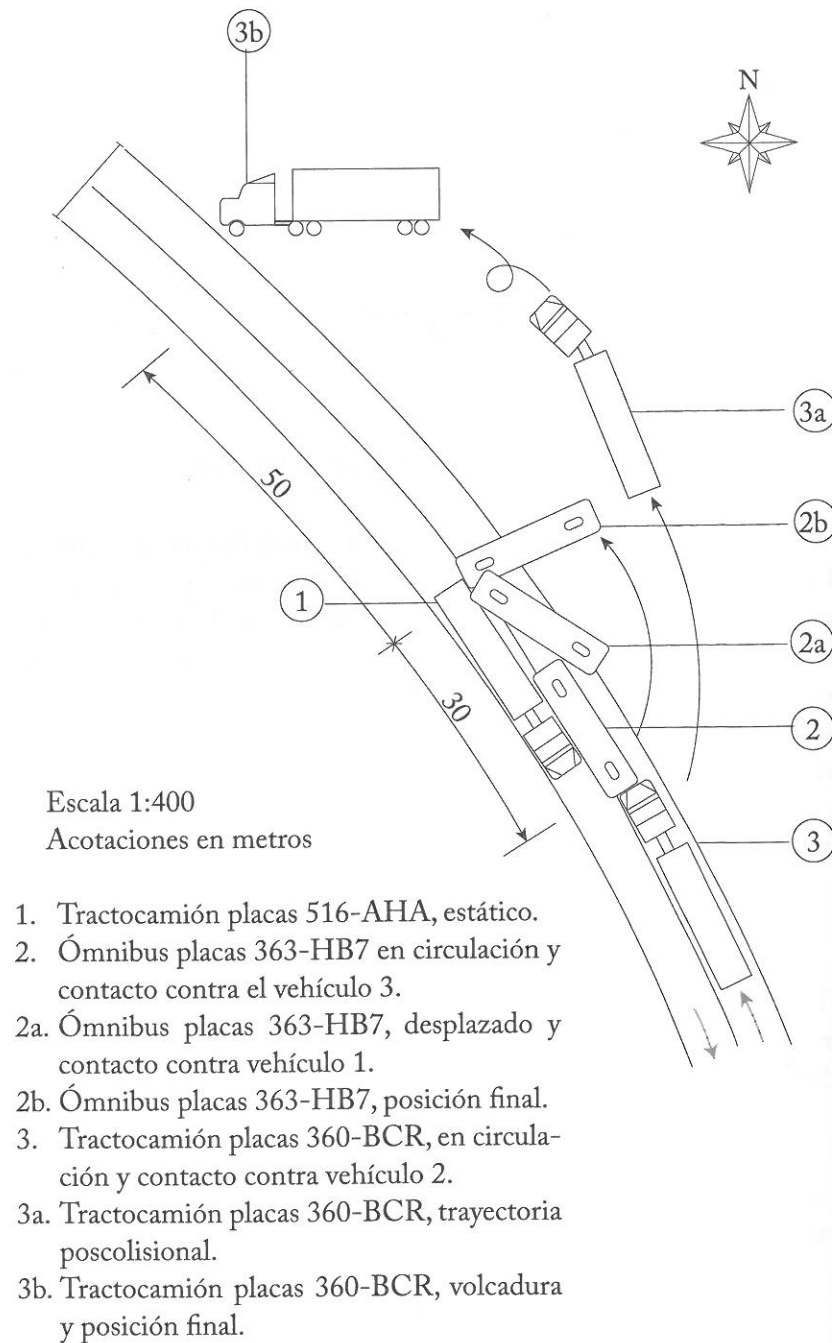 3b
N
3a
50
2b
1
2a
30
2
Escala 1:400
Acotaciones en metros
3
1. Tractocamión placas 516-AHA, estático.
2. Ómnibus placas 363-HB7 en circulación y
contacto contra el vehículo 3.
2a. Ómnibus placas 363-HB7, desplazado y
contacto contra vehículo 1.
2b. Ómnibus placas 363-HB7, posición final.
3. Tractocamión placas 360-BCR, en circula-
ción y contacto contra vehículo 2.
3a. Tractocamión placas 360-BCR, trayectoria
poscolisional.
3b. Tractocamión placas 360-BCR, volcadura
y posición final.